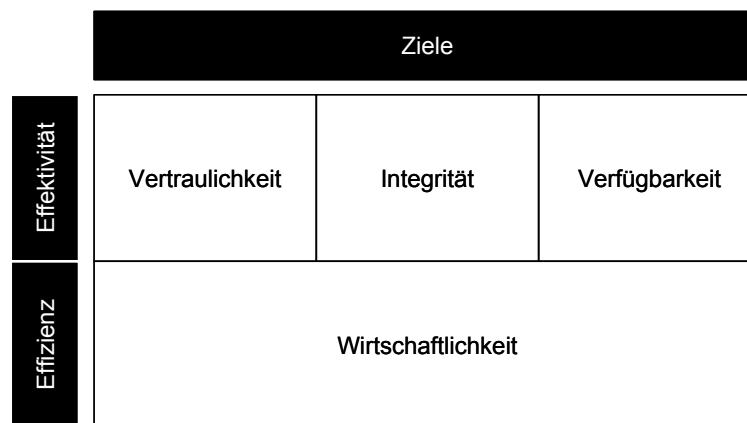 Ziele
Effektivität
Vertraulichkeit
Integrität
Verfügbarkeit
Effizienz
Wirtschaftlichkeit